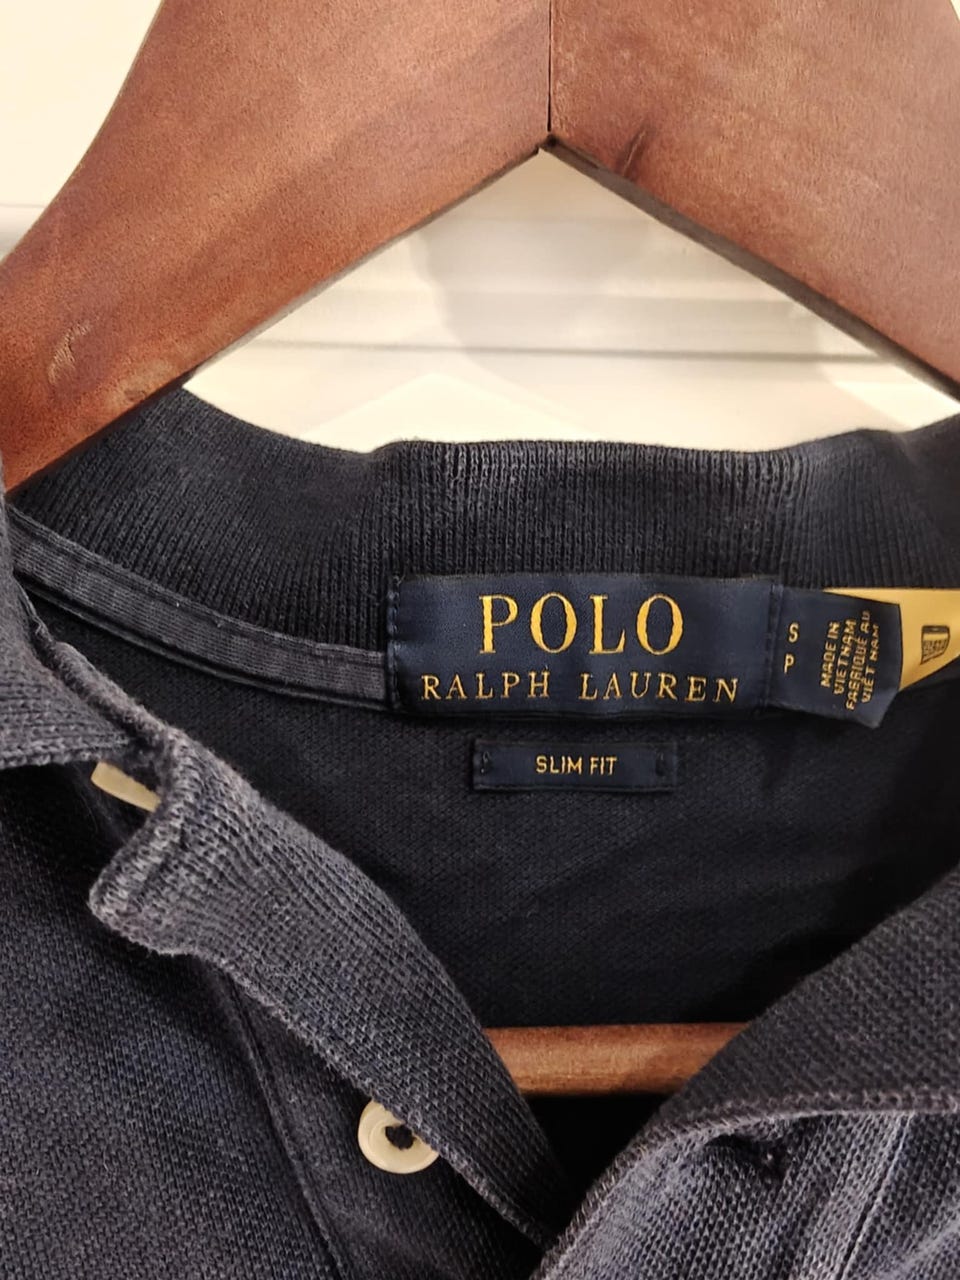 POLO
RALPH LAUREN
S
P
MADE IN
VIETNAM
FABRIQUÉ AU
VIET NAM
SLIM FIT